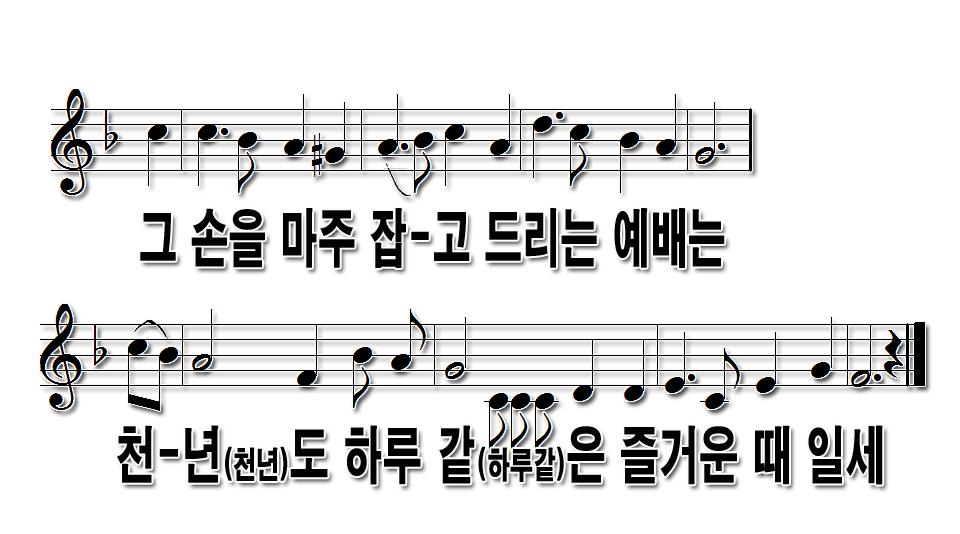 그 손을 마주 잡-고 드리는 예배는
천-년(천년)도 하루 같(하루같)은 즐거운 때 일세